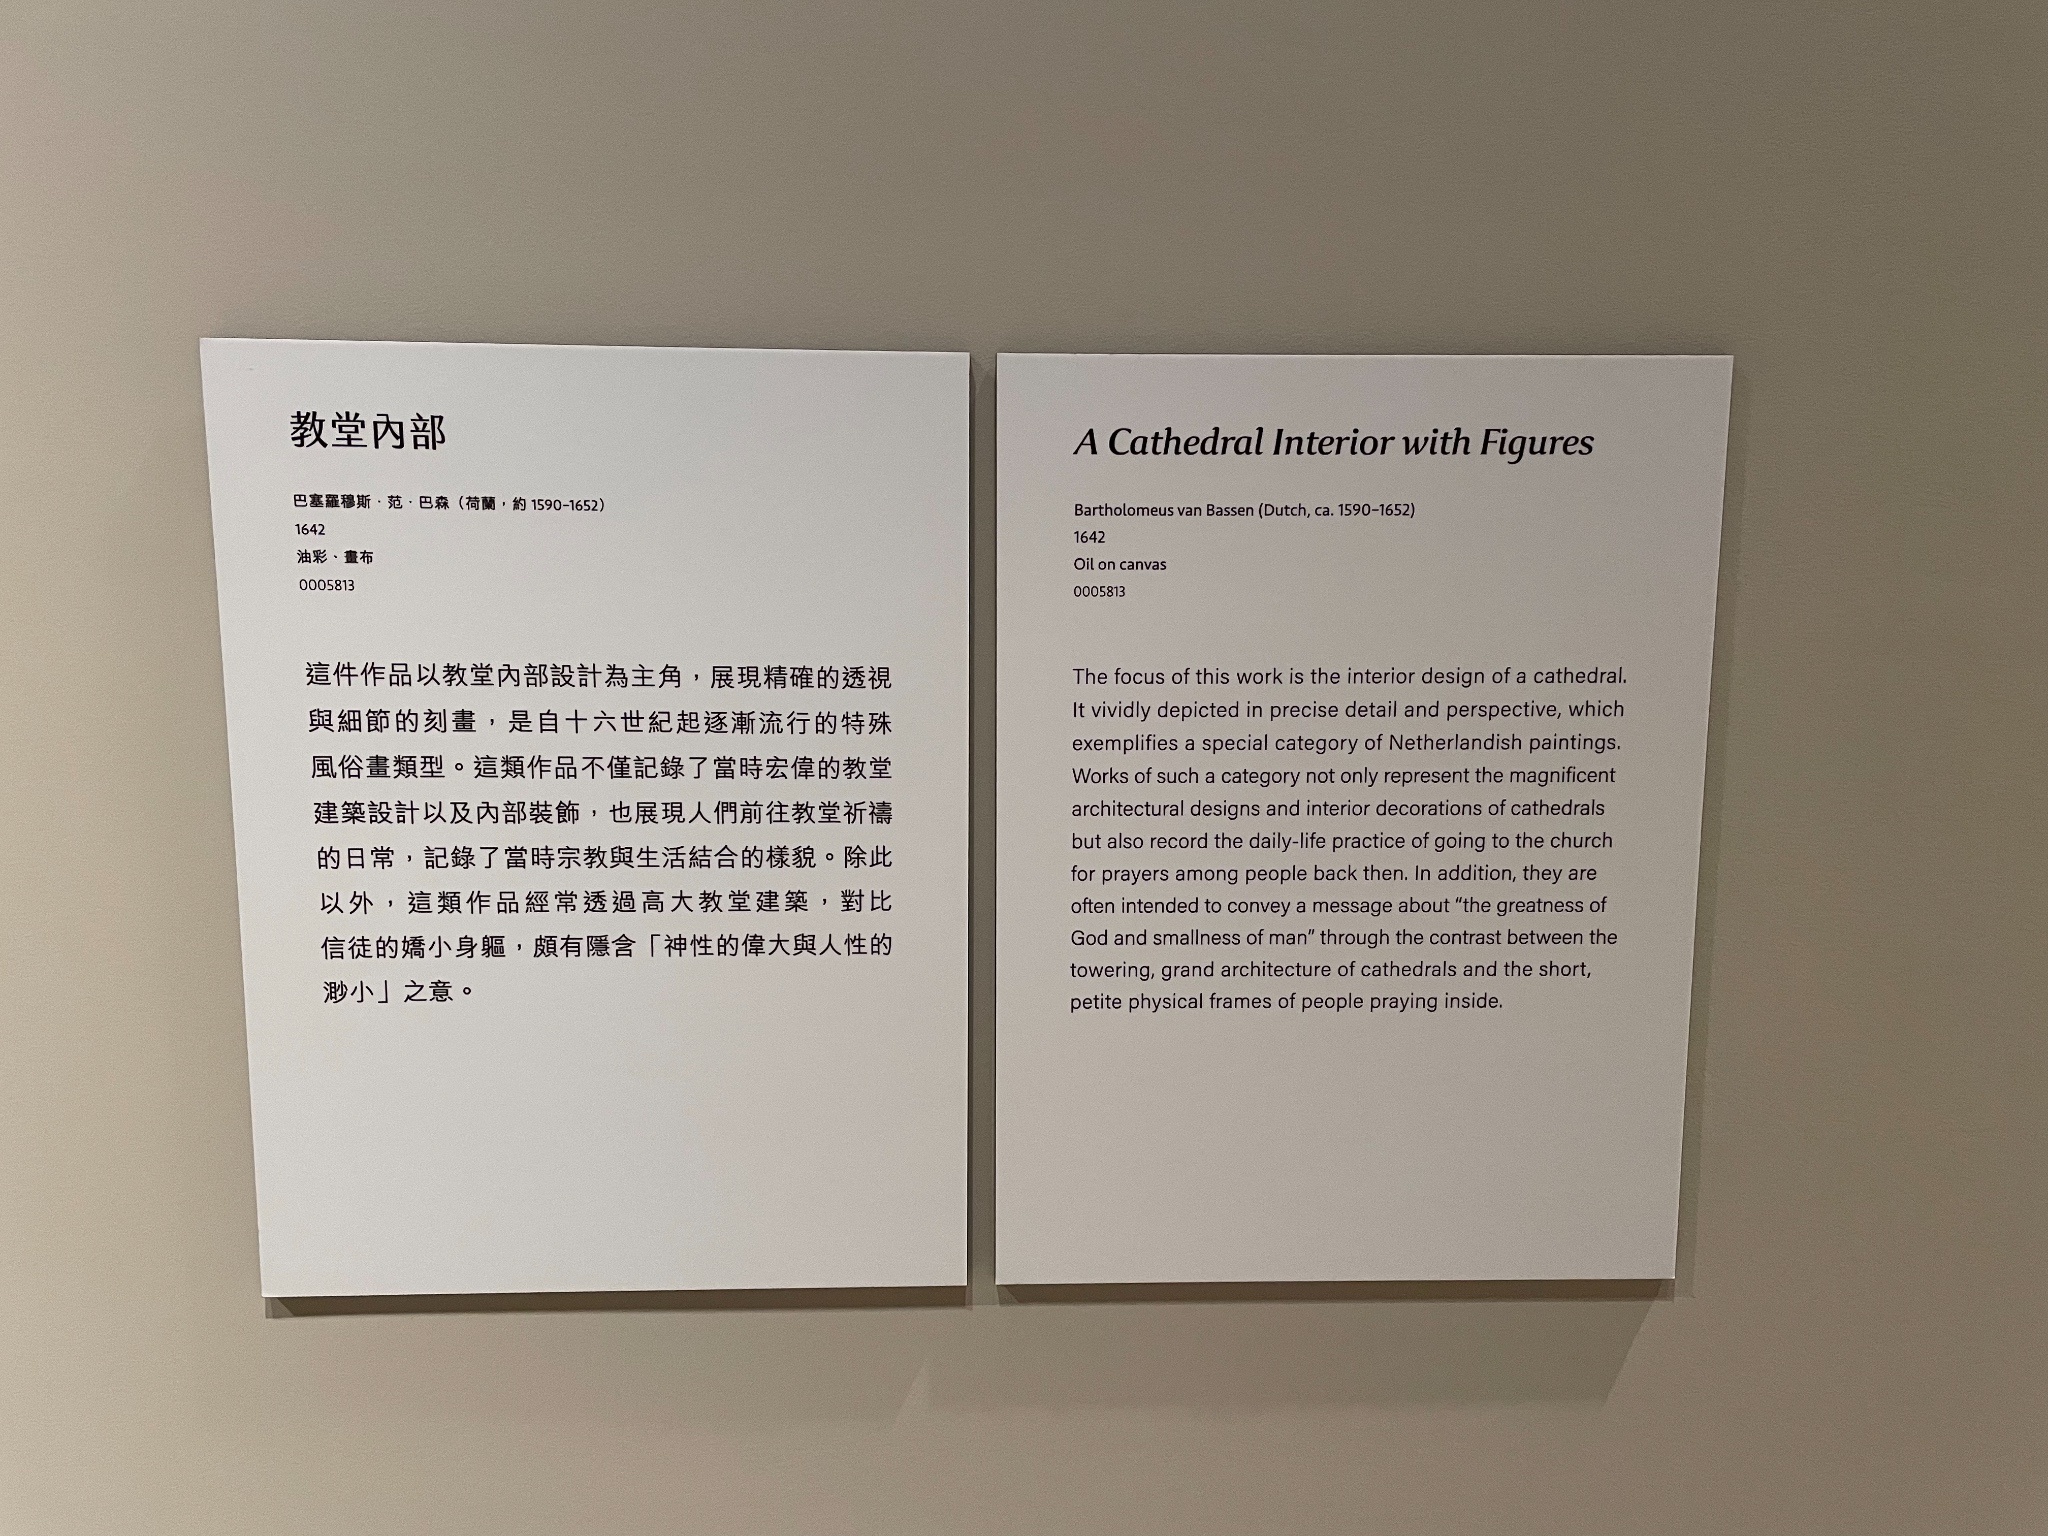 教堂內部
巴塞羅穆斯．范．巴森（荷蘭，約 1590-1652）
1642
油彩、畫布
0005813
這件作品以教堂內部設計為主角，展現精確的透視
與細節的刻畫，是自十六世紀起逐漸流行的特殊
風俗畫類型。這類作品不僅記錄了當時宏偉的教堂
建築設計以及內部裝飾，也展現人們前往教堂祈禱
的日常，記錄了當時宗教與生活結合的樣貌。除此
以外，這類作品經常透過高大教堂建築，對比
信徒的嬌小身軀，頗有隱含「神性的偉大與人性的
渺小」之意。
A Cathedral Interior with Figures
Bartholomeus van Bassen (Dutch, ca. 1590-1652)
1642
Oil on canvas
0005813
The focus of this work is the interior design of a cathedral.
It vividly depicted in precise detail and perspective, which
exemplifies a special category of Netherlandish paintings.
Works of such a category not only represent the magnificent
architectural designs and interior decorations of cathedrals
but also record the daily-life practice of going to the church
for prayers among people back then. In addition, they are
often intended to convey a message about “the greatness of
God and smallness of man” through the contrast between the
towering, grand architecture of cathedrals and the short,
petite physical frames of people praying inside.